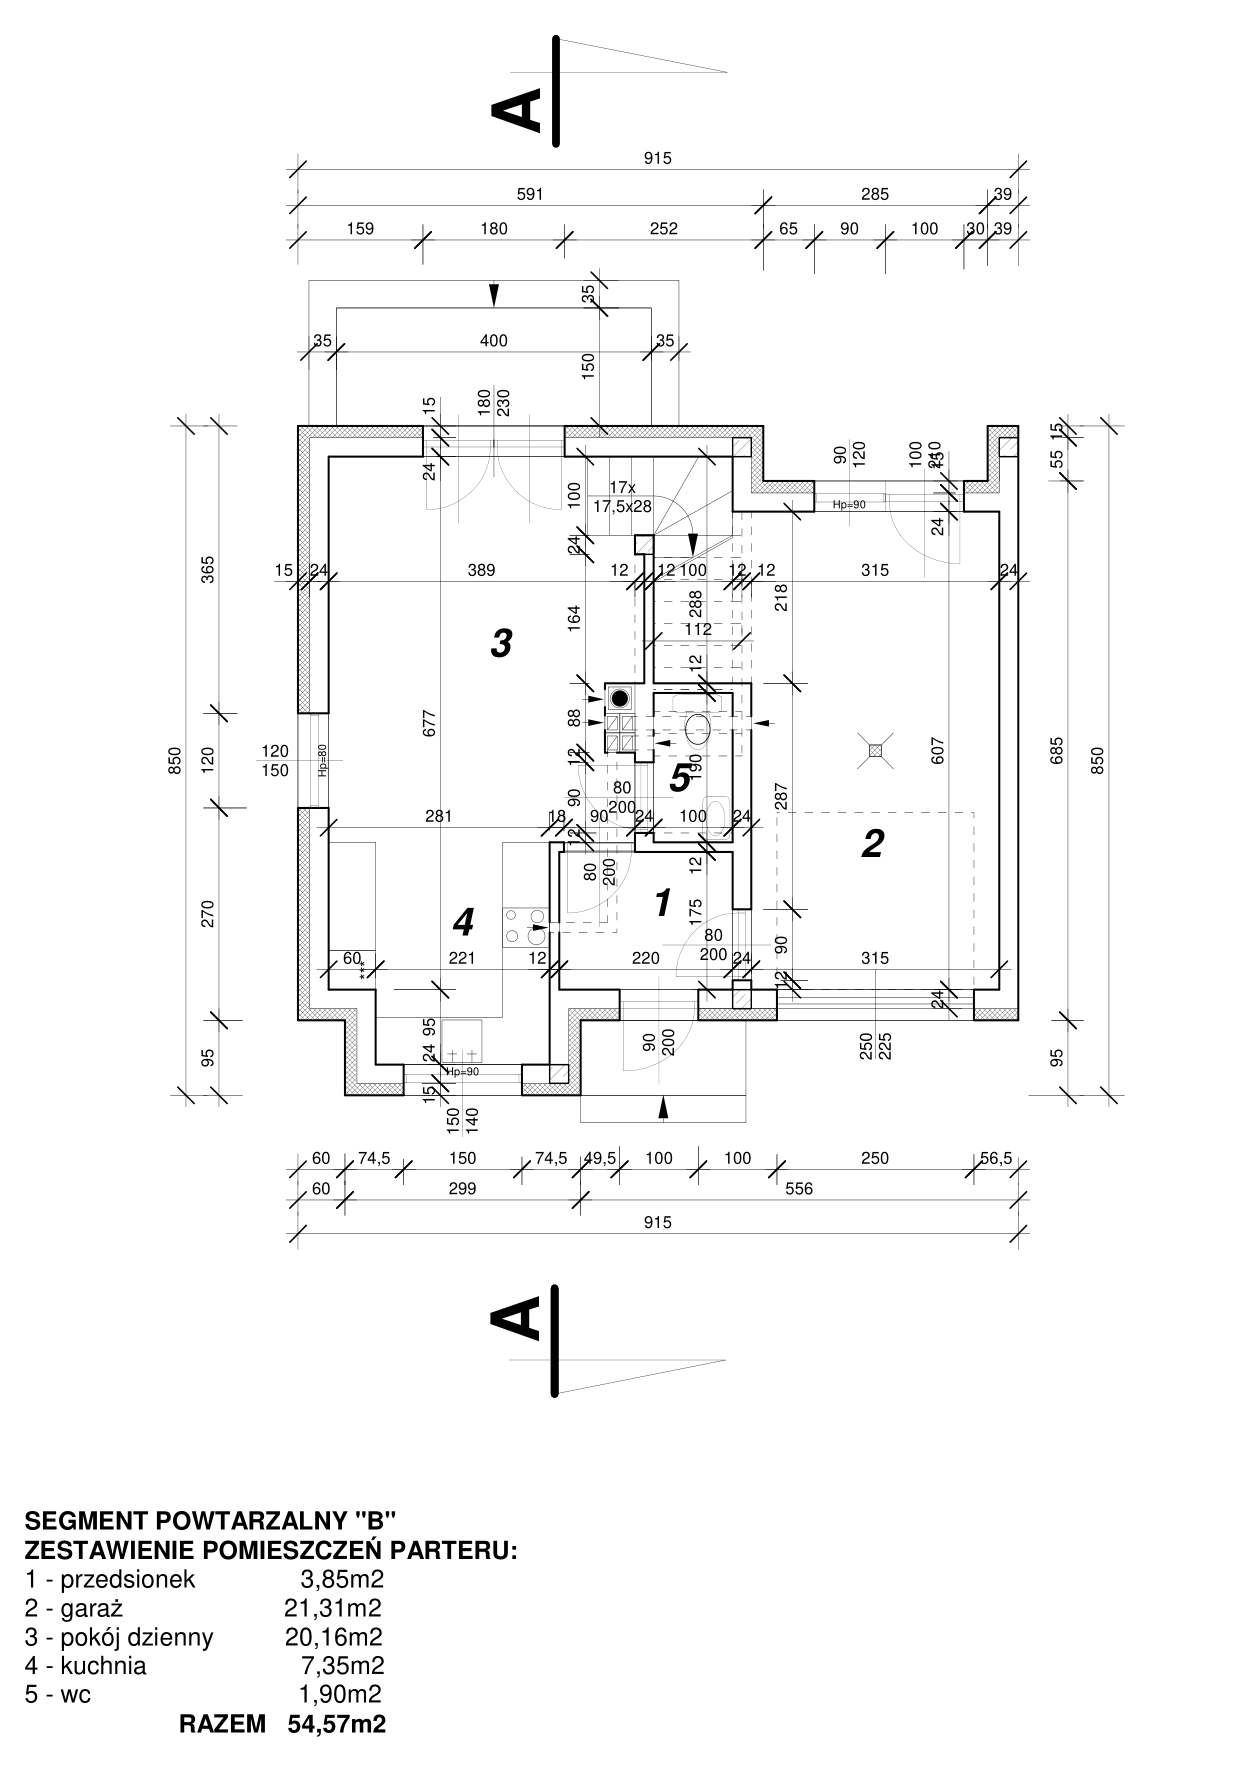 A
915
591 285 39
159 180 252 65 90 100 30 39
35
35 400 35
150
15 180 230
90 120 100 210 15
15
55
24
100
17x
17,5x28
Hp=90
24
24
365
15 24 389 12 12 100 12 12 315 24
164
288
218
112
12
3
677
88
850
120
120
150
Hp=80
12
190
5
80
200
90
287
607
685
850
281 18 90 24 100 24
12
80
200
12
2
1
175
270
4
80
200
90
60 221 12 220 24 315
***
12
24
95
24
Hp=90
15
150
140
90
200
250
225
95
95
60 74,5 150 74,5 49,5 100 100 250 56,5
60 299 556
915
A
SEGMENT POWTARZALNY "B"
ZESTAWIENIE POMIESZCZEŃ PARTERU:
1 - przedsionek 3,85m2
2 - garaż 21,31m2
3 - pokój dzienny 20,16m2
4 - kuchnia 7,35m2
5 - wc 1,90m2
RAZEM 54,57m2